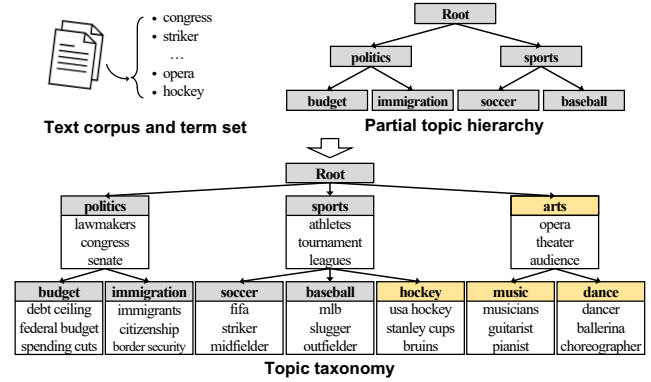 • congress
• striker
…
• opera
• hockey
Text corpus and term set
Root
politics sports
budget immigration soccer baseball
Partial topic hierarchy
Root
politics sports arts
lawmakers athletes opera
congress tournament theater
senate leagues audience
budget immigration soccer baseball hockey music dance
debt ceiling immigrants fifa mlb usa hockey musicians dancer
federal budget citizenship striker slugger stanley cups guitarist ballerina
spending cuts border security midfielder outfielder bruins pianist choreographer
Topic taxonomy